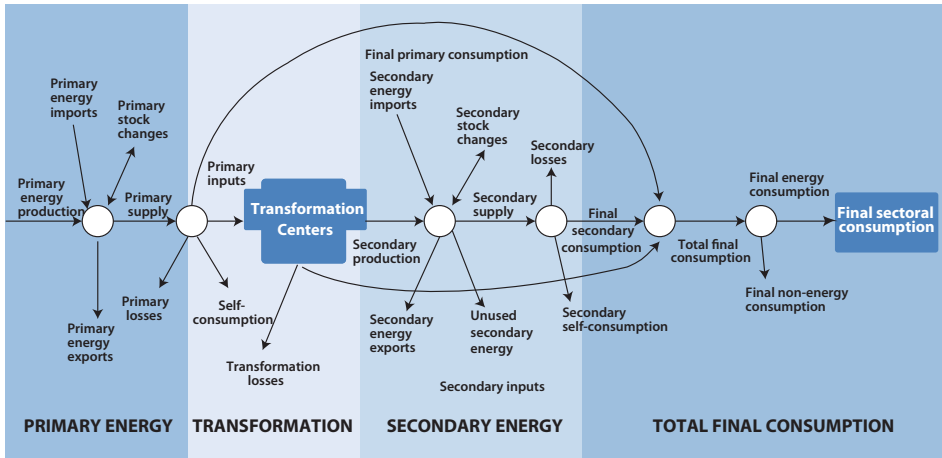 Primary
energy
imports
Primary
stock
changes
Primary
energy
production
Primary
supply
Primary
energy
exports
Primary
losses
Primary
inputs
Self-
consumption
Transformation
Centers
Transformation
losses
Final primary consumption
Secondary
energy
imports
Secondary
stock
changes
Secondary
production
Secondary
supply
Secondary
losses
Secondary
energy
exports
Unused
secondary
energy
Secondary
self-consumption
Secondary inputs
Final
secondary
consumption
Total final
consumption
Final energy
consumption
Final non-energy
consumption
Final sectoral
consumption
PRIMARY ENERGY
TRANSFORMATION
SECONDARY ENERGY
TOTAL FINAL CONSUMPTION